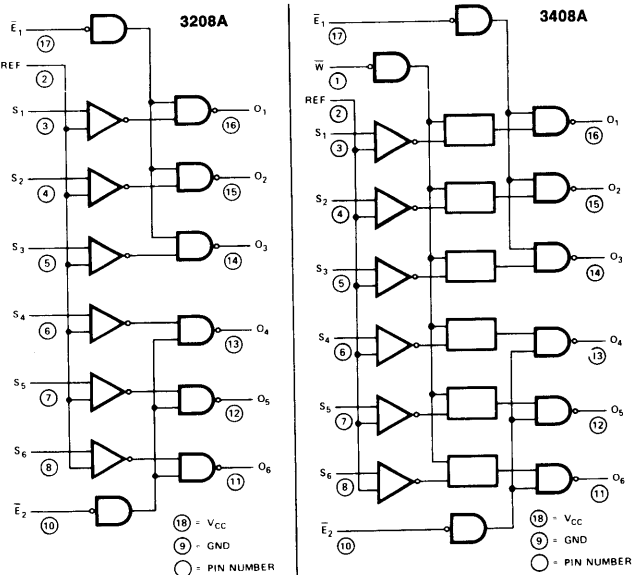 3208A
Ē₁
17
REF
2
S₁
3
O₁
16
S₂
4
O₂
15
S₃
5
O₃
14
S₄
6
O₄
13
S₅
7
O₅
12
S₆
8
O₆
11
Ē₂
10
18 = VCC
9 = GND
= PIN NUMBER
3408A
Ē₁
17
W̄
1
REF
2
S₁
3
O₁
16
S₂
4
O₂
15
S₃
5
O₃
14
S₄
6
O₄
13
S₅
7
O₅
12
S₆
8
O₆
11
Ē₂
10
18 = VCC
9 = GND
= PIN NUMBER